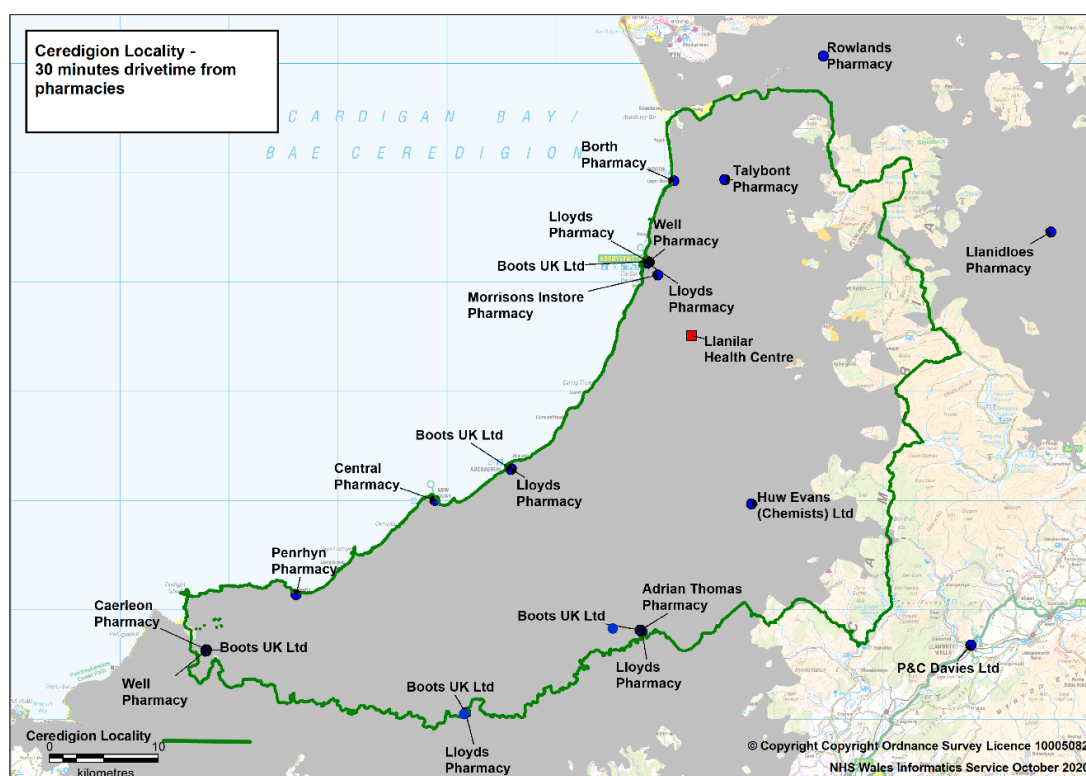 Ceredigion Locality -
30 minutes drivetime from
pharmacies
CARDIGAN BAY/
BAE CEREDIGION
Rowlands
Pharmacy
Borth
Pharmacy
Talybont
Pharmacy
Lloyds
Pharmacy
Well
Pharmacy
Boots UK Ltd
Lloyds
Pharmacy
Morrisons Instore
Pharmacy
Llanidloes
Pharmacy
Llanilar
Health Centre
Boots UK Ltd
Lloyds
Pharmacy
Central
Pharmacy
Huw Evans
(Chemists) Ltd
Penrhyn
Pharmacy
Adrian Thomas
Pharmacy
Boots UK Ltd
Lloyds
Pharmacy
Caerleon
Pharmacy
Boots UK Ltd
Well
Pharmacy
P&C Davies Ltd
Boots UK Ltd
Lloyds
Pharmacy
Ceredigion Locality
0 10
kilometres
© Copyright Copyright Ordnance Survey Licence 10005082
NHS Wales Informatics Service October 2020